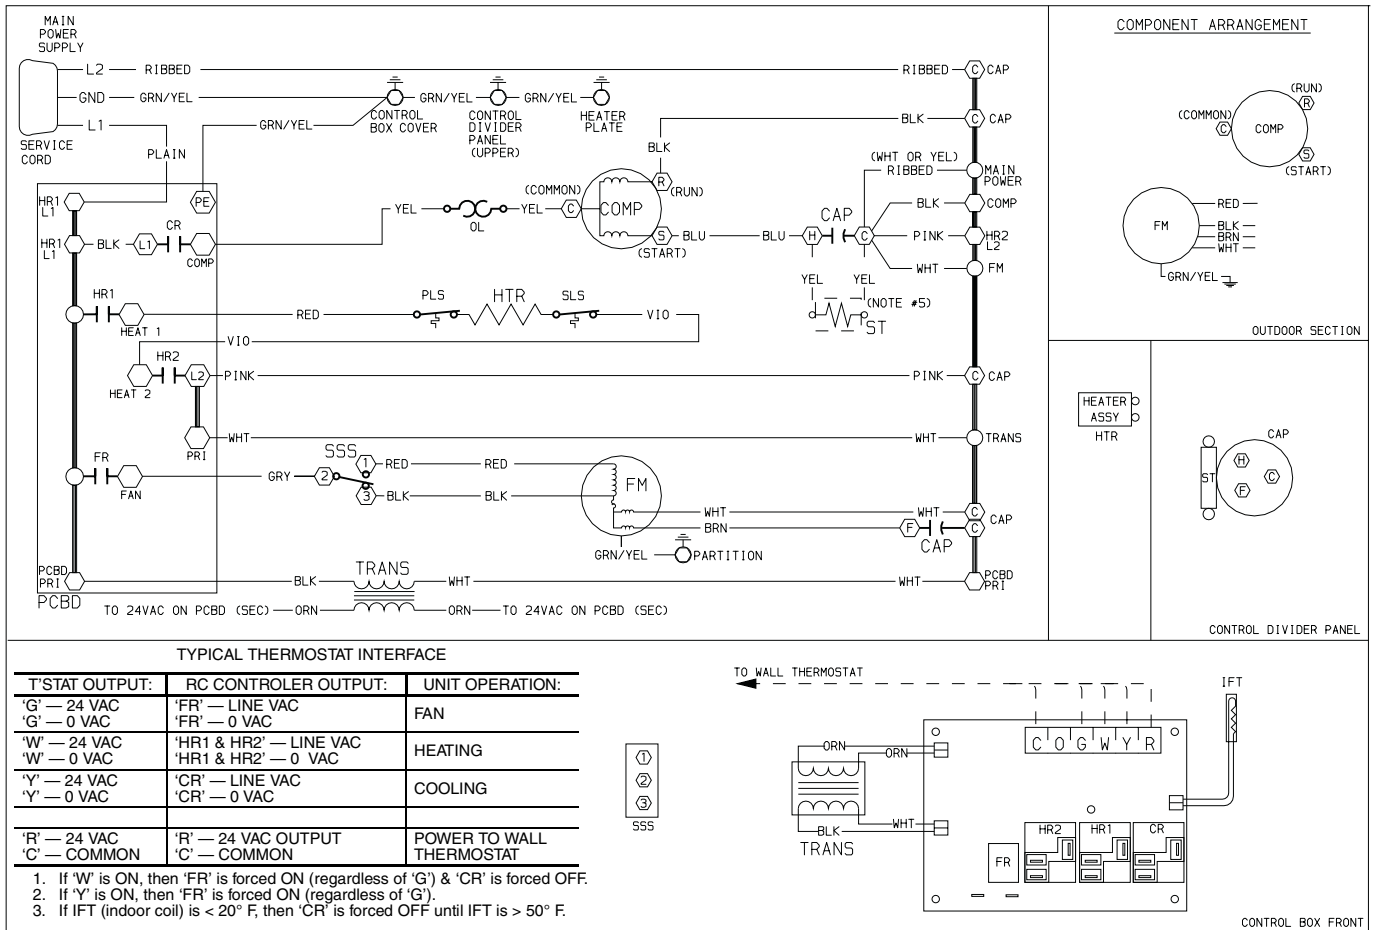 MAIN
POWER
SUPPLY
L2 RIBBED RIBBED C CAP
GND GRN/YEL GRN/YEL GRN/YEL
CONTROL
BOX COVER
CONTROL
DIVIDER
PANEL
(UPPER)
HEATER
PLATE
L1 GRN/YEL BLK C CAP
SERVICE
CORD
PLAIN
BLK
(WHT OR YEL)
RIBBED MAIN
POWER
HR1
L1
PE
(COMMON) R (RUN)
BLK COMP
CR
YEL OL YEL C COMP
CAP
HR1
L1
BLK L1 COMP
S BLU BLU H C PINK HR2
L2
(START)
WHT FM
YEL YEL
(NOTE #5)
ST
HR1
HEAT 1
RED PLS HTR SLS VIO
VIO
HR2
HEAT 2
L2 PINK PINK C CAP
PRI
WHT WHT TRANS
FR
FAN
GRY SSS 2 1 RED RED
3 BLK BLK
FM
WHT WHT C CAP
BRN F CAP C
GRN/YEL PARTITION
PCBD
PRI
BLK TRANS WHT WHT PCBD
PRI
PCBD
TO 24VAC ON PCBD (SEC) ORN ORN TO 24VAC ON PCBD (SEC)
COMPONENT ARRANGEMENT
(RUN)
R
(COMMON)
C
COMP
S
(START)
FM
RED
BLK
BRN
WHT
GRN/YEL
OUTDOOR SECTION
HEATER
ASSY
HTR
CAP
ST
H
C
F
CONTROL DIVIDER PANEL
TYPICAL THERMOSTAT INTERFACE
T'STAT OUTPUT: RC CONTROLER OUTPUT: UNIT OPERATION:
‘G’ — 24 VAC ‘FR’ — LINE VAC
‘G’ — 0 VAC ‘FR’ — 0 VAC
FAN
‘W’ — 24 VAC ‘HR1 & HR2’ — LINE VAC
‘W’ — 0 VAC ‘HR1 & HR2’ — 0 VAC
HEATING
‘Y’ — 24 VAC ‘CR’ — LINE VAC
‘Y’ — 0 VAC ‘CR’ — 0 VAC
COOLING
‘R’ — 24 VAC ‘R’ — 24 VAC OUTPUT POWER TO WALL
‘C’ — COMMON ‘C’ — COMMON THERMOSTAT
1. If ‘W’ is ON, then ‘FR’ is forced ON (regardless of ‘G’) & ‘CR’ is forced OFF.
2. If ‘Y’ is ON, then ‘FR’ is forced ON (regardless of ‘G’).
3. If IFT (indoor coil) is < 20° F, then ‘CR’ is forced OFF until IFT is > 50° F.
1
2
3
SSS
TO WALL THERMOSTAT
IFT
C O G W Y R
ORN
ORN
WHT
BLK
TRANS
FR
HR2 HR1 CR
CONTROL BOX FRONT